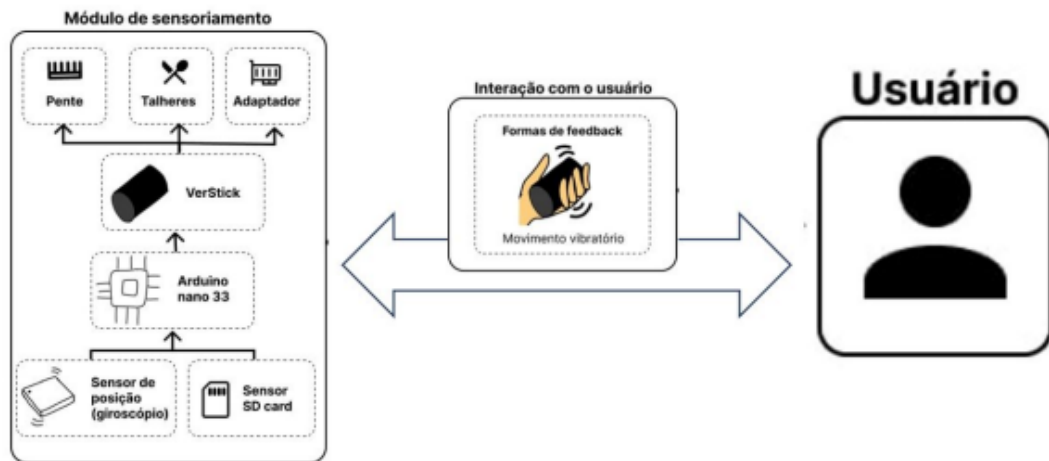 Módulo de sensoriamento
Pente
Talheres
Adaptador
VerStick
Arduino
nano 33
Sensor de
posição
(giroscópio)
Sensor
SD card
Interação com o usuário
Formas de feedback
Movimento vibratório
Usuário